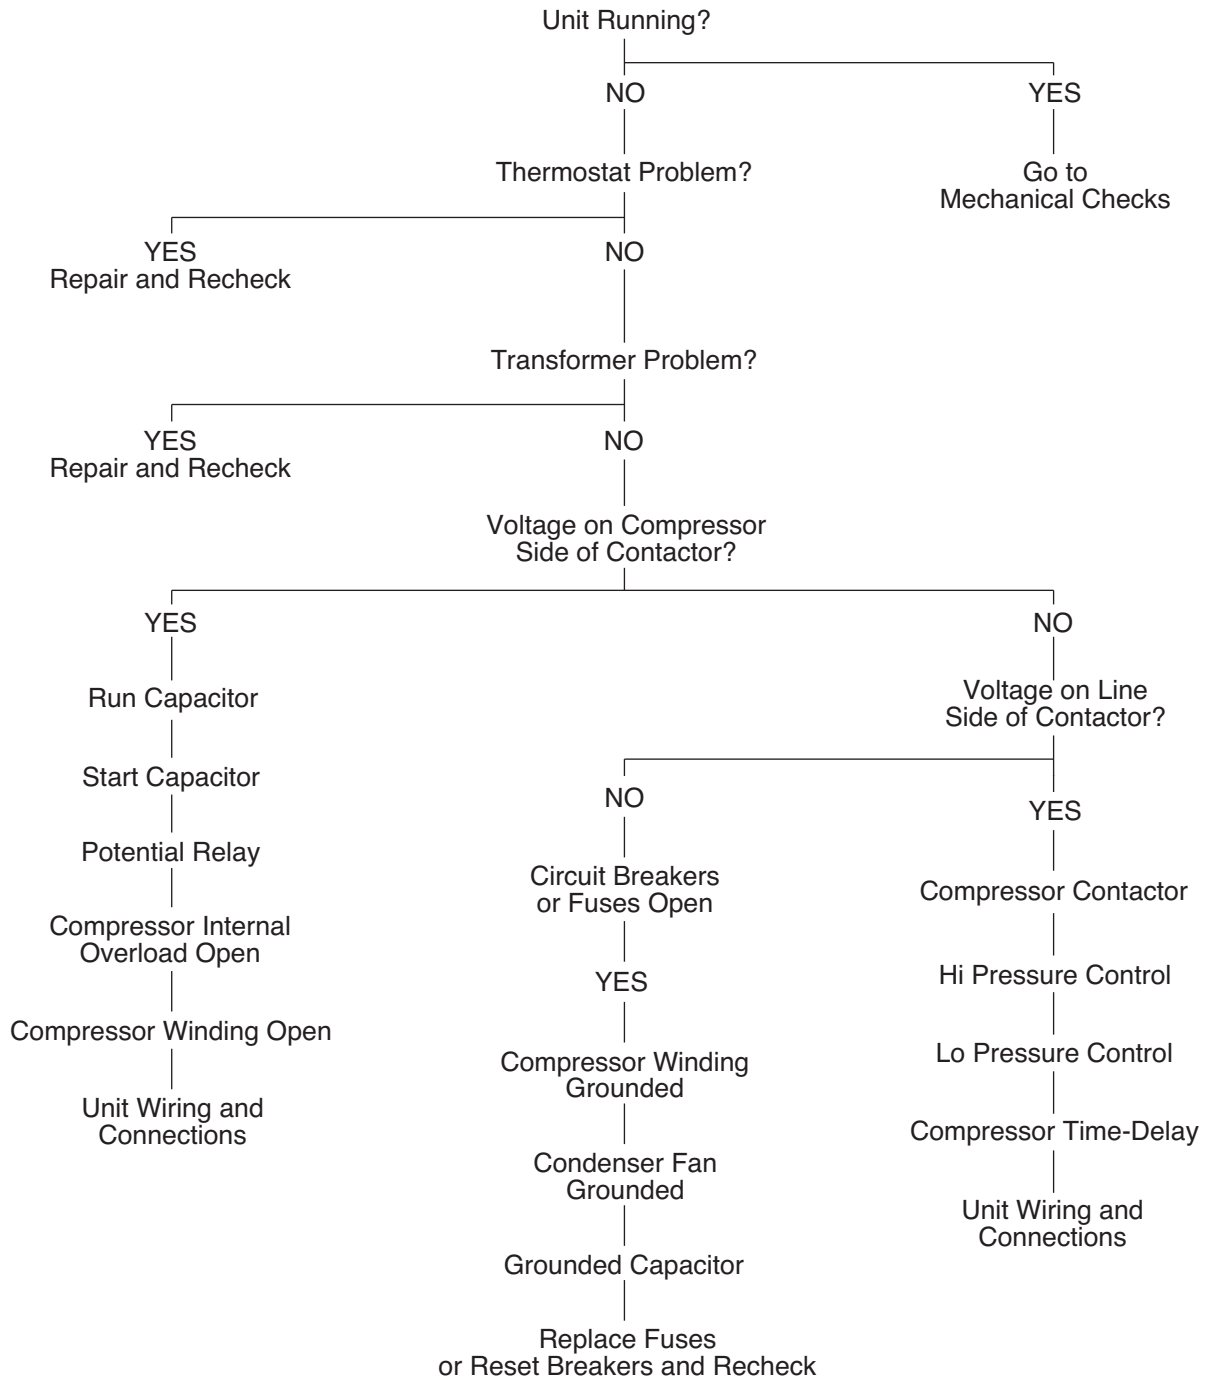 Unit Running?
NO
YES
Thermostat Problem?
Go to
Mechanical Checks
YES
Repair and Recheck
NO
Transformer Problem?
YES
Repair and Recheck
NO
Voltage on Compressor
Side of Contactor?
YES
Run Capacitor
Start Capacitor
Potential Relay
Compressor Internal
Overload Open
Compressor Winding Open
Unit Wiring and
Connections
NO
Voltage on Line
Side of Contactor?
NO
Circuit Breakers
or Fuses Open
YES
Compressor Winding
Grounded
Condenser Fan
Grounded
Grounded Capacitor
Replace Fuses
or Reset Breakers and Recheck
YES
Compressor Contactor
Hi Pressure Control
Lo Pressure Control
Compressor Time-Delay
Unit Wiring and
Connections